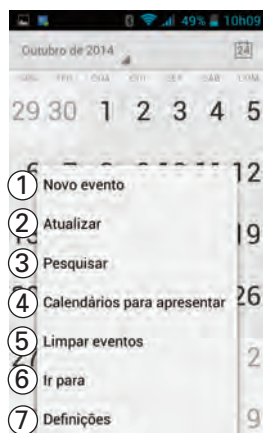 49% 10h09
Outubro de 2014 24
29 30 1 2 3 4 5
12
① Novo evento
② Atualizar
19
③ Pesquisar
④ Calendários para apresentar 26
⑤ Limpar eventos
2
⑥ Ir para
⑦ Definições 9